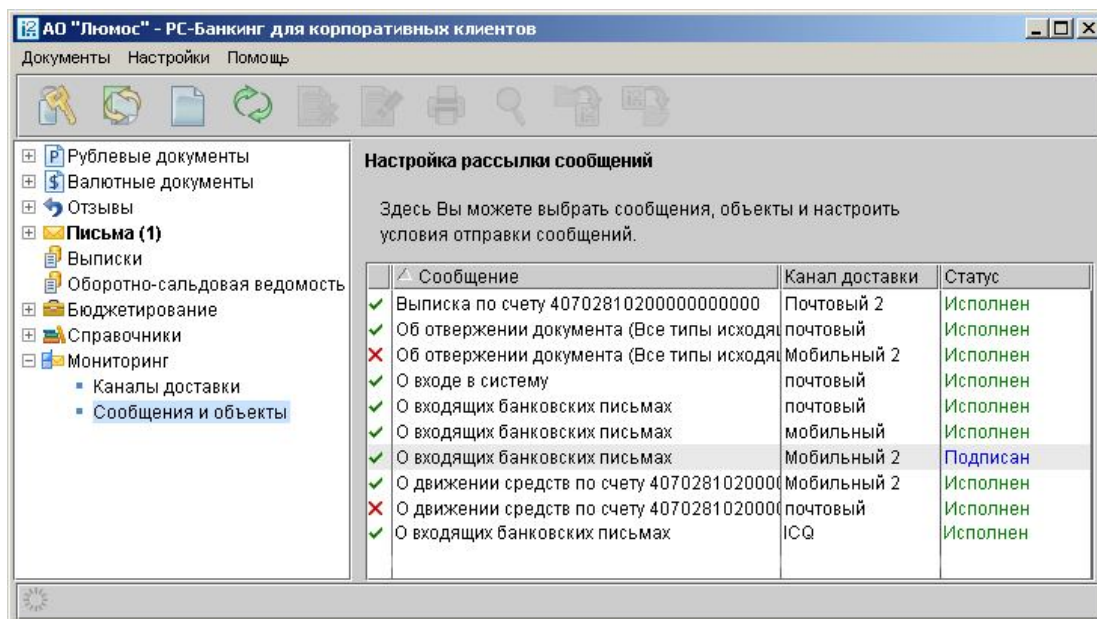 АО "Люмос" - РС-Банкинг для корпоративных клиентов
Документы Настройки Помощь
Рублевые документы
Валютные документы
Отзывы
Письма (1)
Выписки
Оборотно-сальдовая ведомость
Бюджетирование
Справочники
Мониторинг
Каналы доставки
Сообщения и объекты
Настройка рассылки сообщений
Здесь Вы можете выбрать сообщения, объекты и настроить
условия отправки сообщений.
Сообщение Канал доставки Статус
Выписка по счету 40702810200000000000 Почтовый 2 Исполнен
Об отвержении документа (Все типы исходящ почтовый Исполнен
Об отвержении документа (Все типы исходящ Мобильный 2 Исполнен
О входе в систему почтовый Исполнен
О входящих банковских письмах почтовый Исполнен
О входящих банковских письмах мобильный Исполнен
О входящих банковских письмах Мобильный 2 Подписан
О движении средств по счету 4070281020000 Мобильный 2 Исполнен
О движении средств по счету 4070281020000 почтовый Исполнен
О входящих банковских письмах ICQ Исполнен